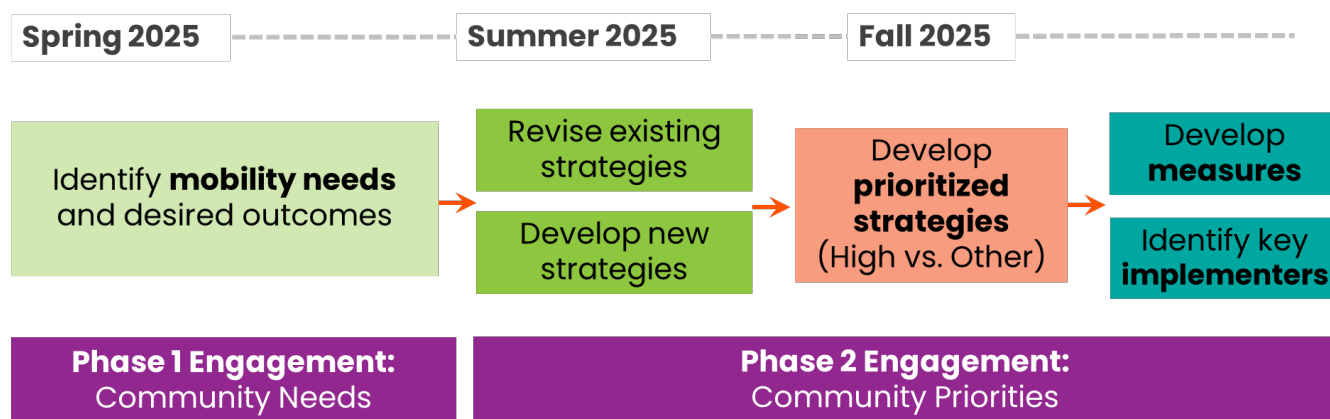 Spring 2025
Summer 2025
Fall 2025
Identify mobility needs
and desired outcomes
Revise existing
strategies
Develop new
strategies
Develop
prioritized
strategies
(High vs. Other)
Develop
measures
Identify key
implementers
Phase 1 Engagement:
Community Needs
Phase 2 Engagement:
Community Priorities